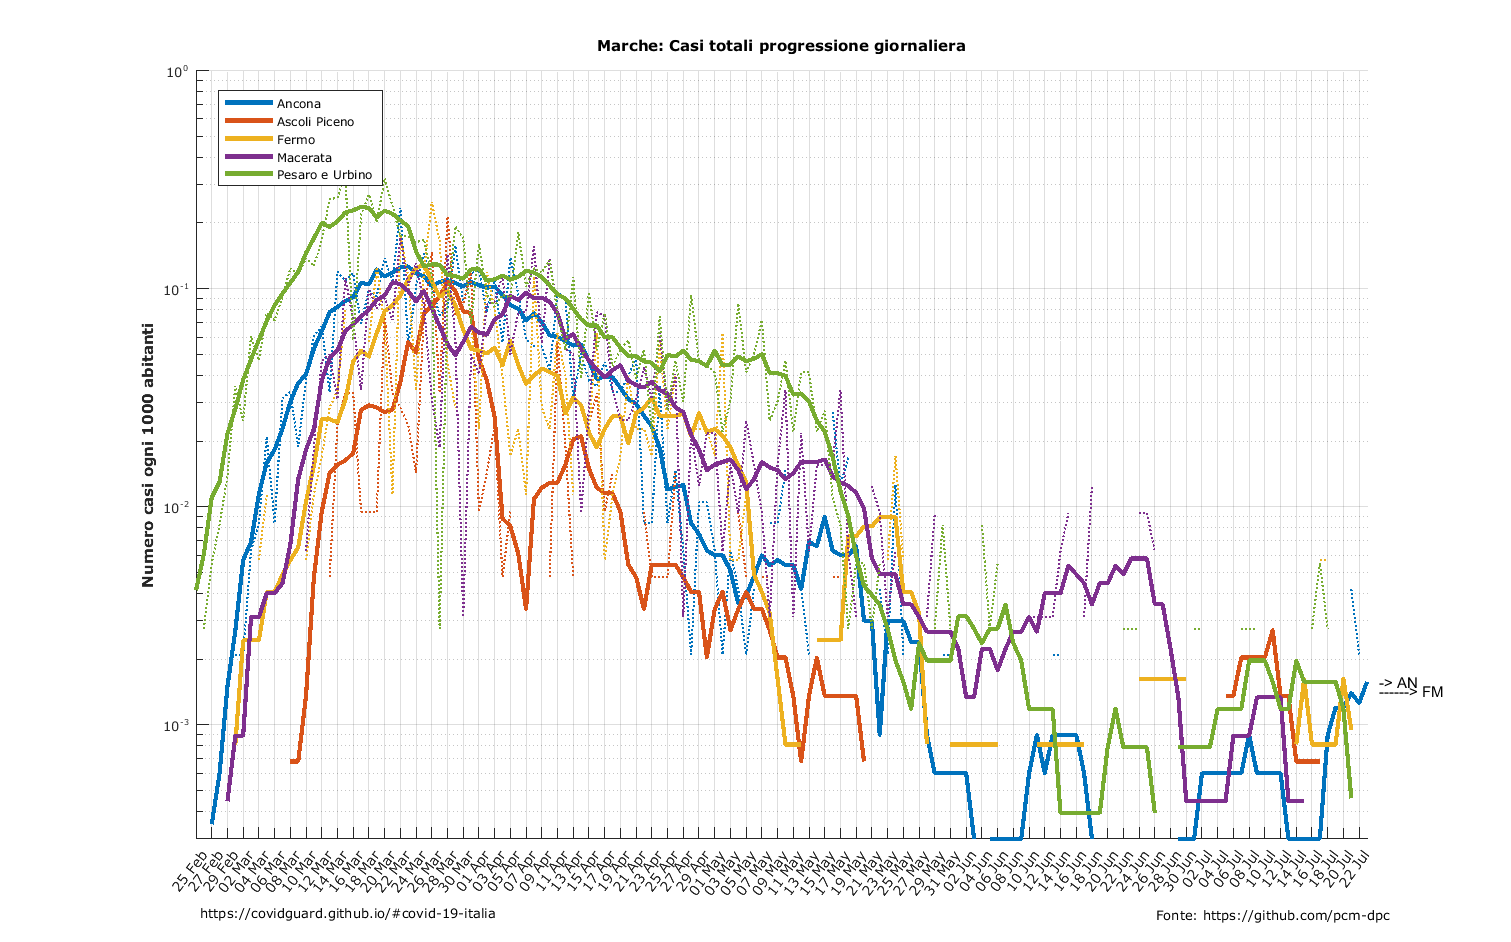 Marche: Casi totali progressione giornaliera
10^0
10^-1
10^-2
10^-3
Numero casi ogni 1000 abitanti
Ancona
Ascoli Piceno
Fermo
Macerata
Pesaro e Urbino
-> AN
------> FM
25 Feb
27 Feb
29 Feb
02 Mar
04 Mar
06 Mar
08 Mar
10 Mar
12 Mar
14 Mar
16 Mar
18 Mar
20 Mar
22 Mar
24 Mar
26 Mar
28 Mar
30 Mar
01 Apr
03 Apr
05 Apr
07 Apr
09 Apr
11 Apr
13 Apr
15 Apr
17 Apr
19 Apr
21 Apr
23 Apr
25 Apr
27 Apr
29 Apr
01 May
03 May
05 May
07 May
09 May
11 May
13 May
15 May
17 May
19 May
21 May
23 May
25 May
27 May
29 May
31 May
02 Jun
04 Jun
06 Jun
08 Jun
10 Jun
12 Jun
14 Jun
16 Jun
18 Jun
20 Jun
22 Jun
24 Jun
26 Jun
28 Jun
30 Jun
02 Jul
04 Jul
06 Jul
08 Jul
10 Jul
12 Jul
14 Jul
16 Jul
18 Jul
20 Jul
22 Jul
https://covidguard.github.io/#covid-19-italia
Fonte: https://github.com/pcm-dpc